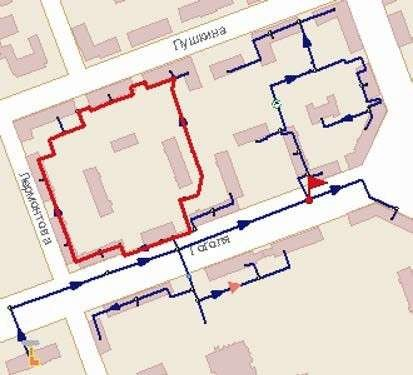 Пушкина
Лермонтова
Гоголя